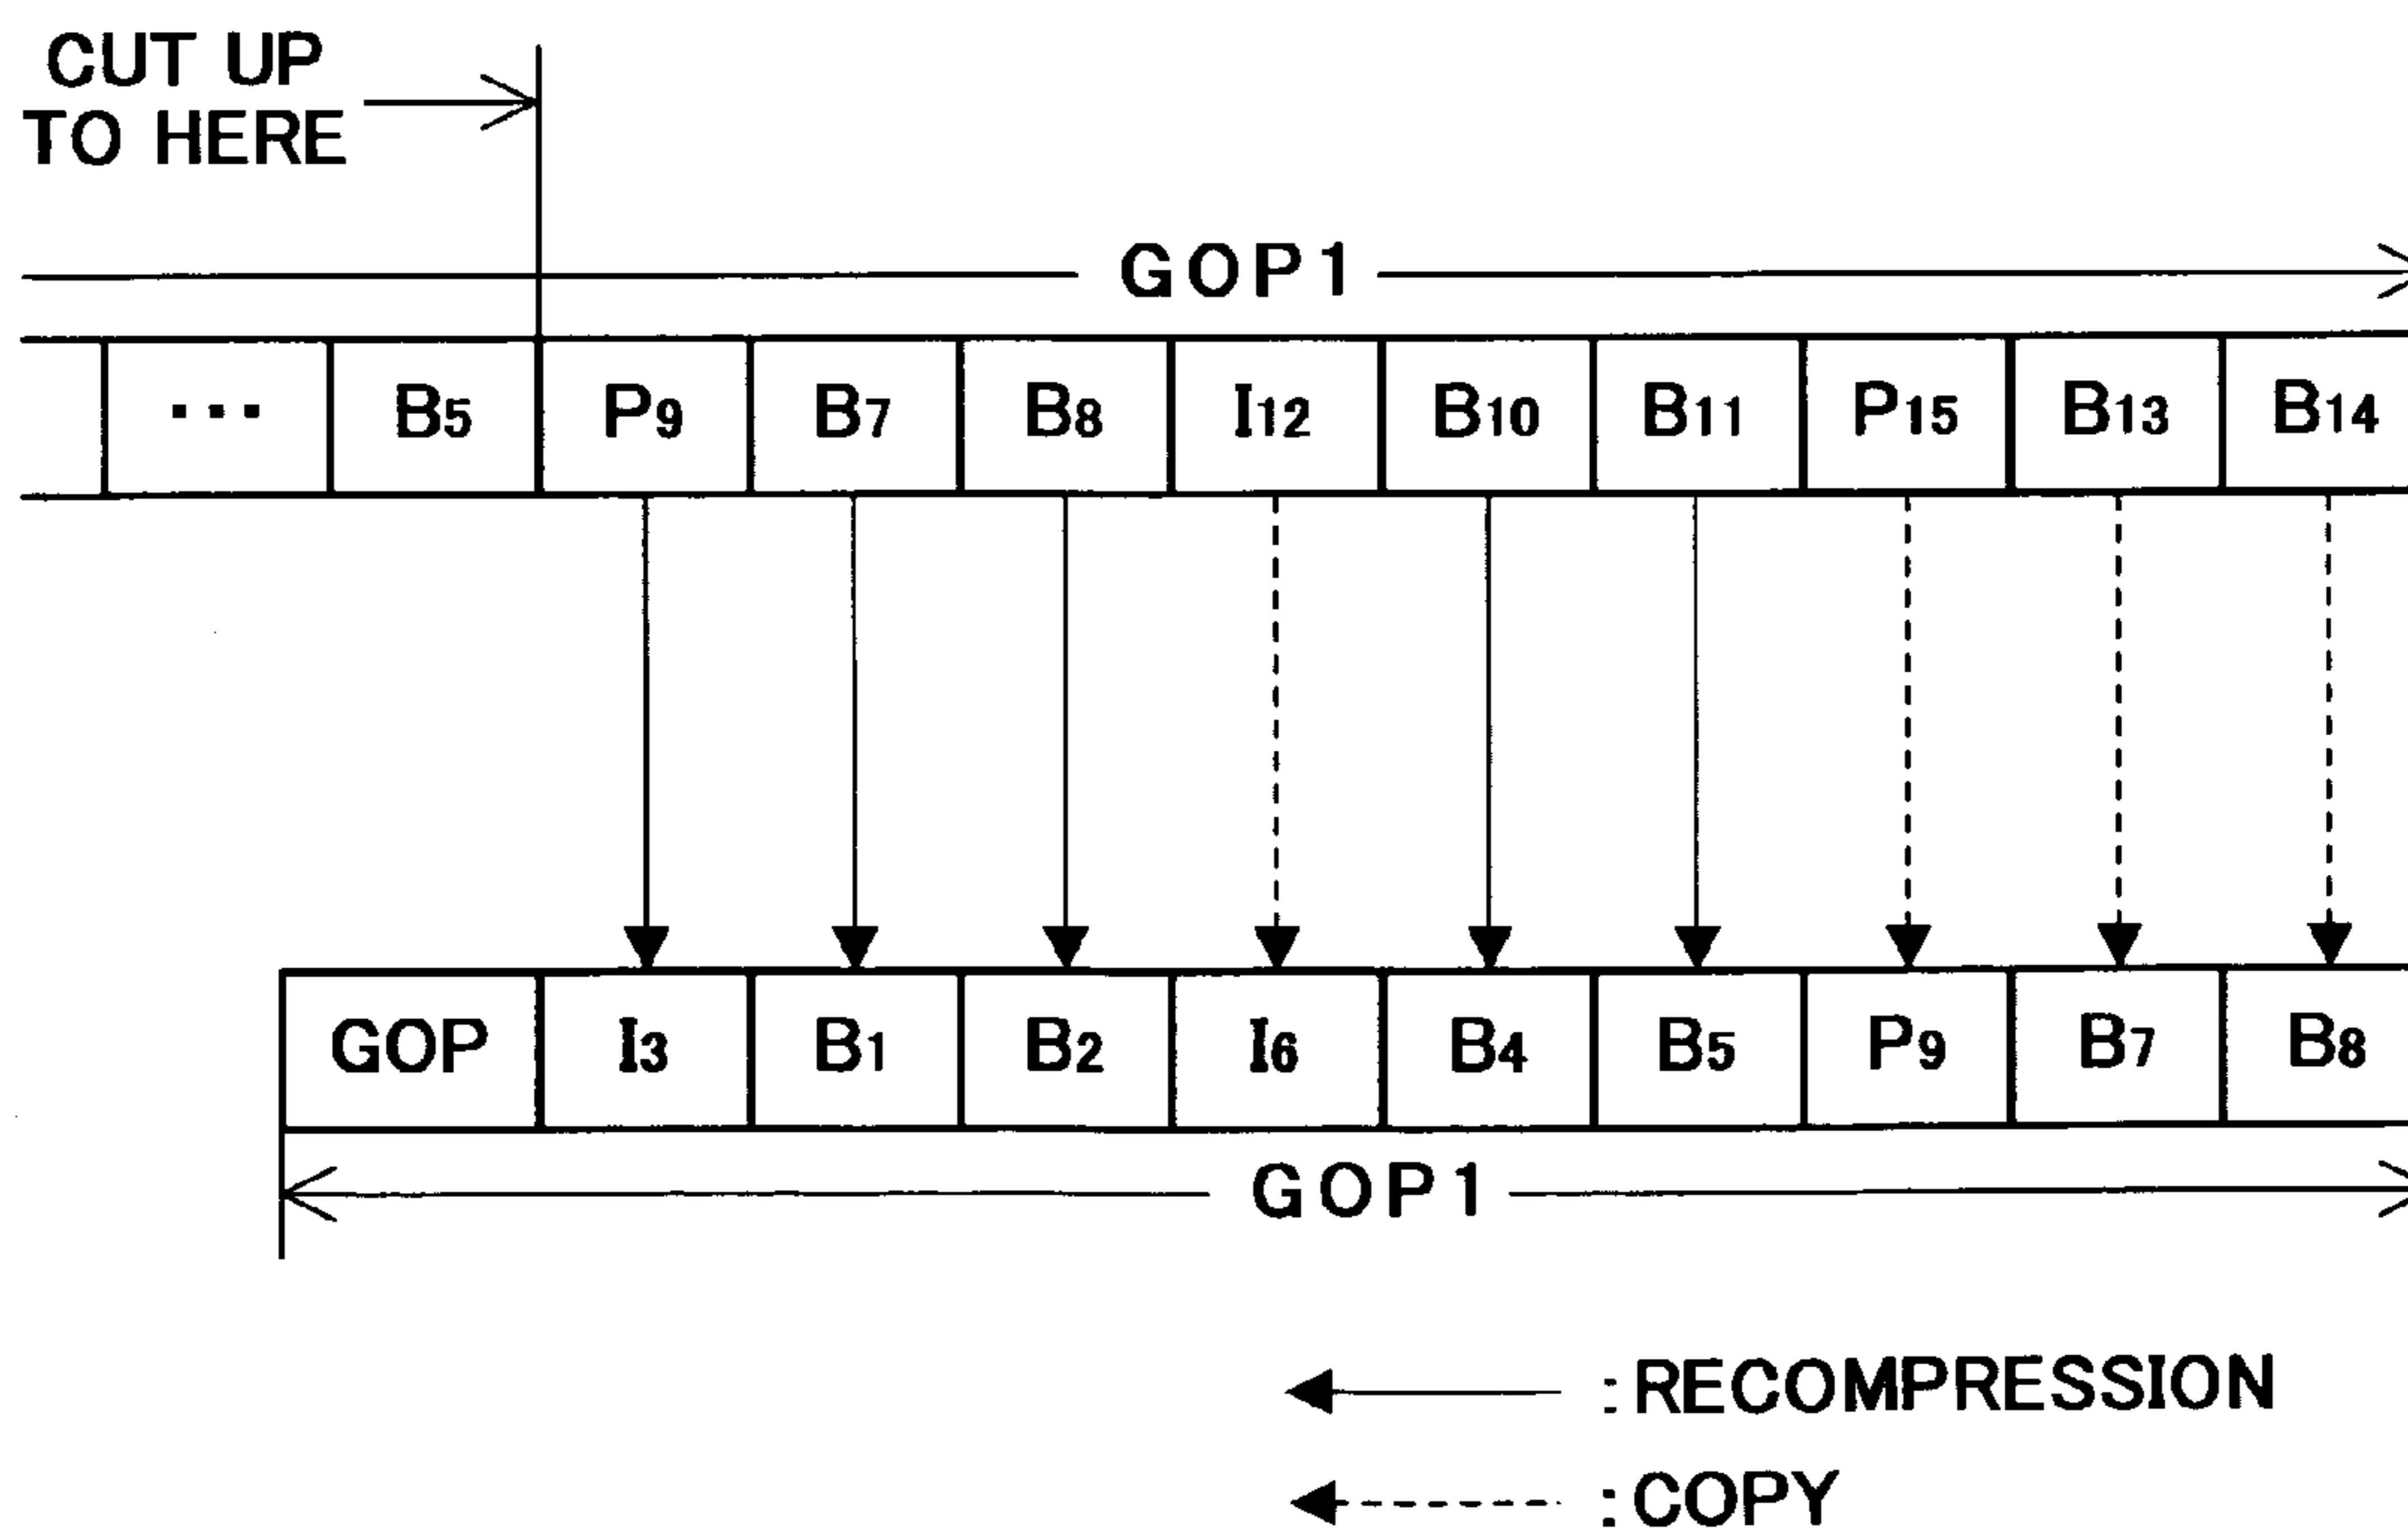 CUT UP
TO HERE
GOP1
... B5 P9 B7 B8 I12 B10 B11 P15 B13 B14
GOP I3 B1 B2 I6 B4 B5 P9 B7 B8
GOP1
:RECOMPRESSION
:COPY